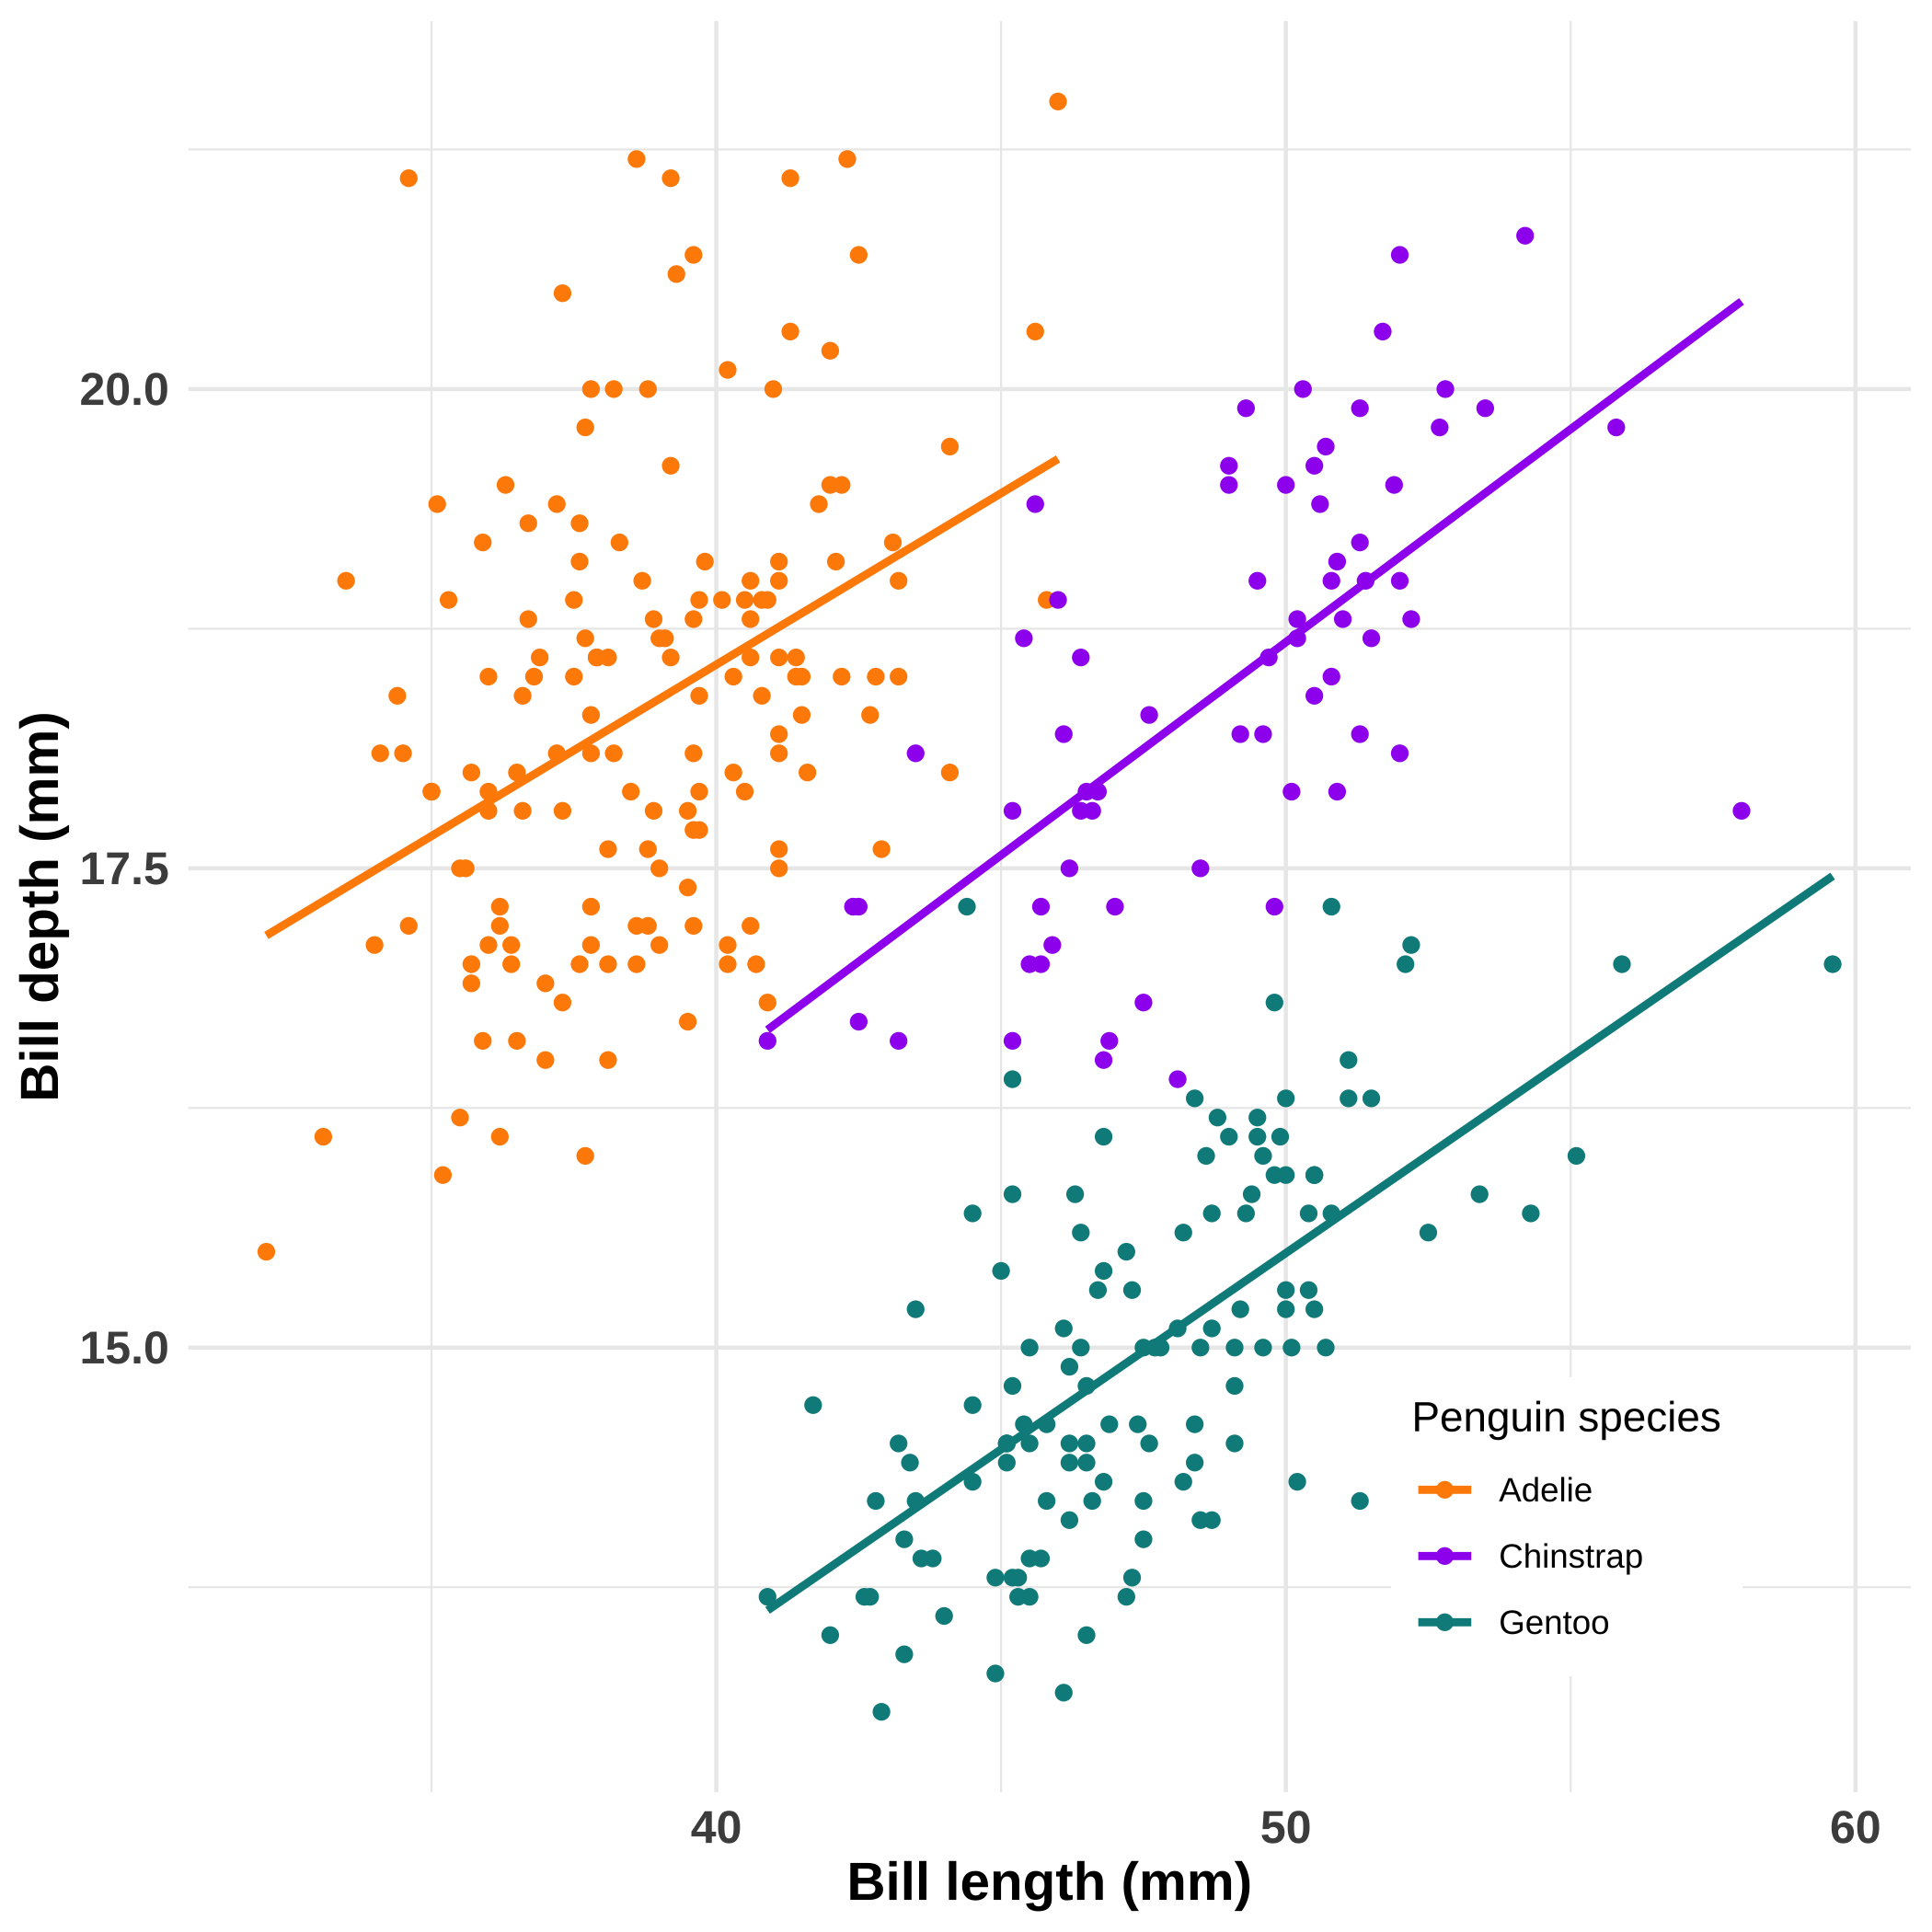 20.0
17.5
15.0
Bill depth (mm)
40
50
60
Bill length (mm)
Penguin species
Adelie
Chinstrap
Gentoo